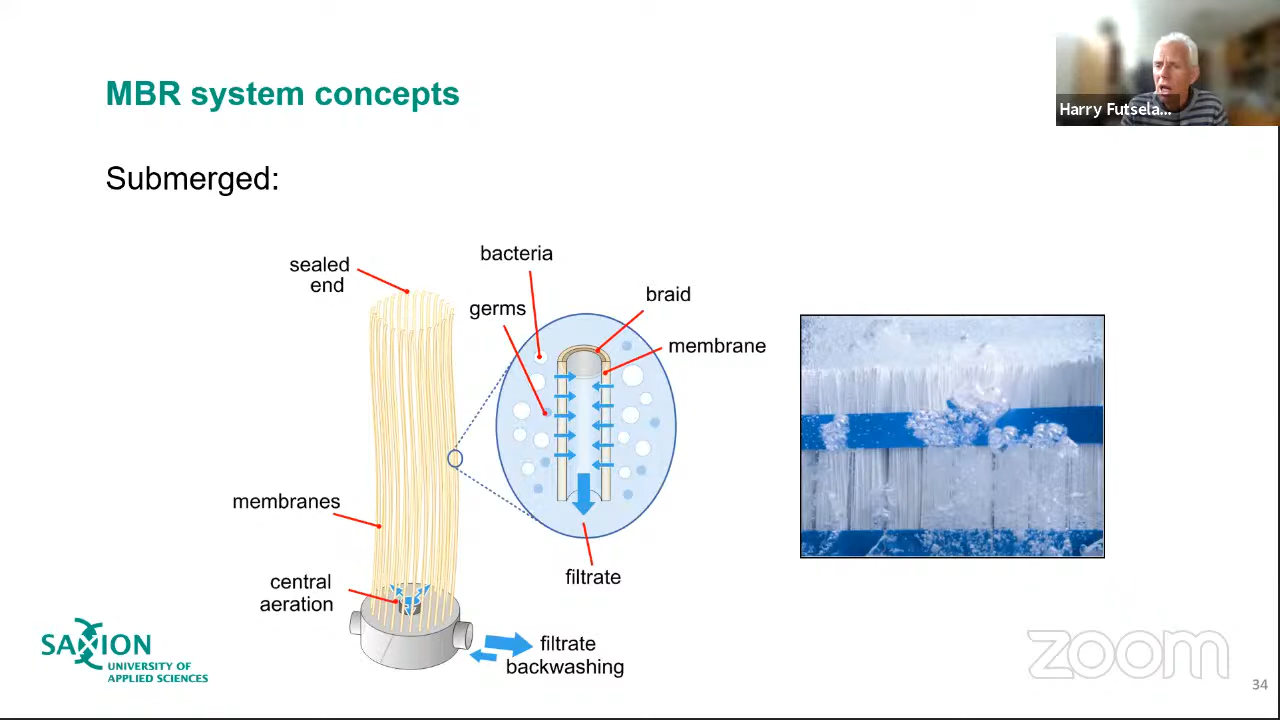 MBR system concepts
Harry Futsela...
Submerged:
sealed
end
bacteria
germs
braid
membrane
membranes
central
aeration
filtrate
filtrate
backwashing
SAXION
UNIVERSITY OF
APPLIED SCIENCES
zoom
34